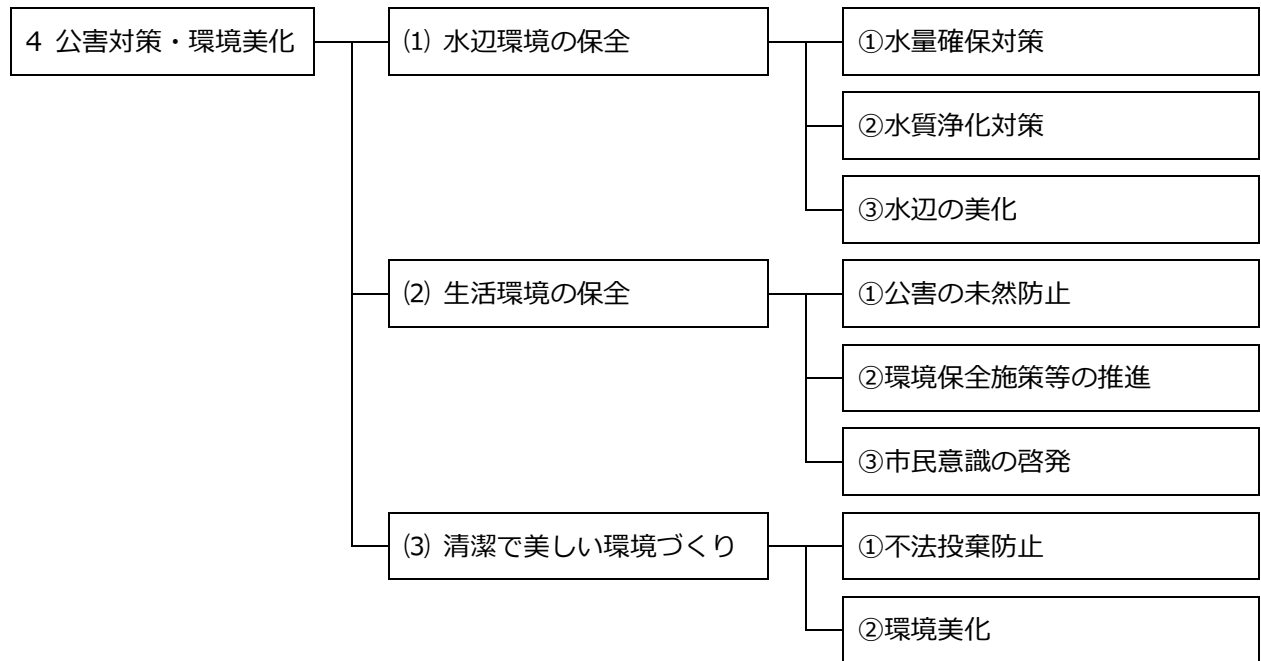 4 公害対策・環境美化
⑴ 水辺環境の保全
①水量確保対策
②水質浄化対策
③水辺の美化
⑵ 生活環境の保全
①公害の未然防止
②環境保全施策等の推進
③市民意識の啓発
⑶ 清潔で美しい環境づくり
①不法投棄防止
②環境美化